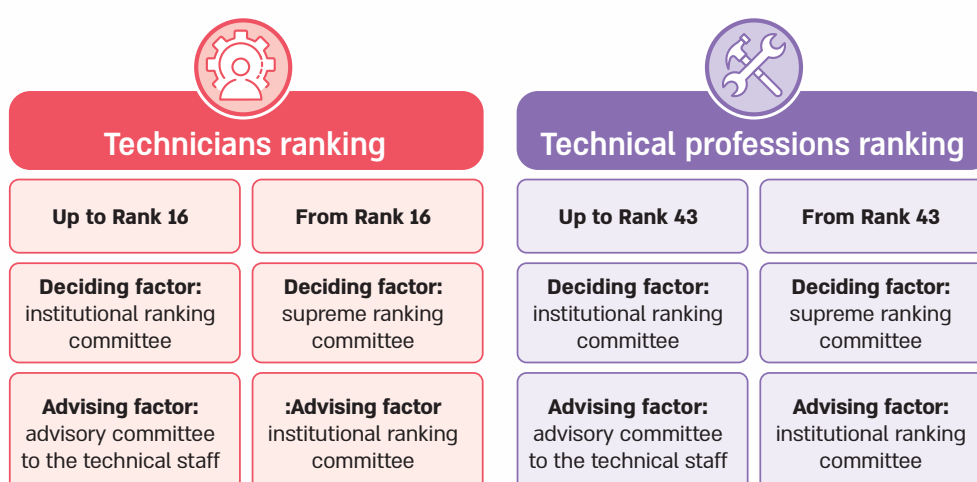 Technicians ranking
Up to Rank 16
From Rank 16
Deciding factor:
institutional ranking
committee
Deciding factor:
supreme ranking
committee
Advising factor:
advisory committee
to the technical staff
:Advising factor
institutional ranking
committee
Technical professions ranking
Up to Rank 43
From Rank 43
Deciding factor:
institutional ranking
committee
Deciding factor:
supreme ranking
committee
Advising factor:
advisory committee
to the technical staff
Advising factor:
institutional ranking
committee